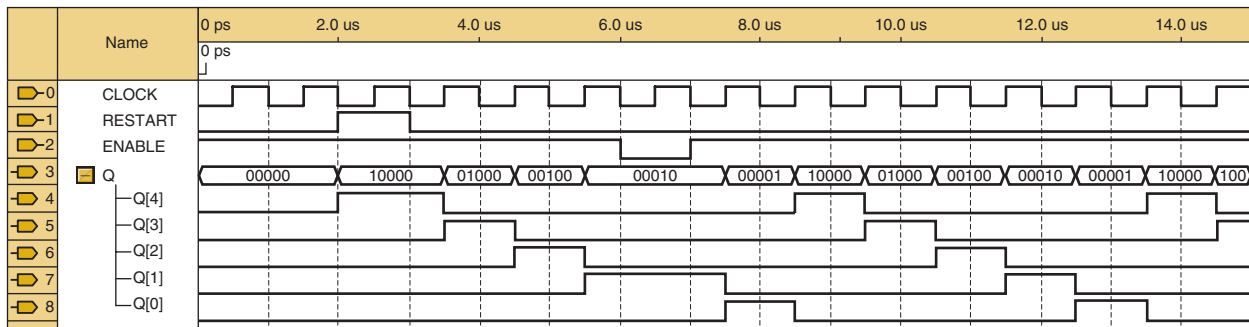 Name
0 ps 2.0 us 4.0 us 6.0 us 8.0 us 10.0 us 12.0 us 14.0 us
0 ps
0 CLOCK
1 RESTART
2 ENABLE
3 Q 00000 10000 01000 00100 00010 00001 10000 01000 00100 00010 00001 10000 100
4 Q[4]
5 Q[3]
6 Q[2]
7 Q[1]
8 Q[0]